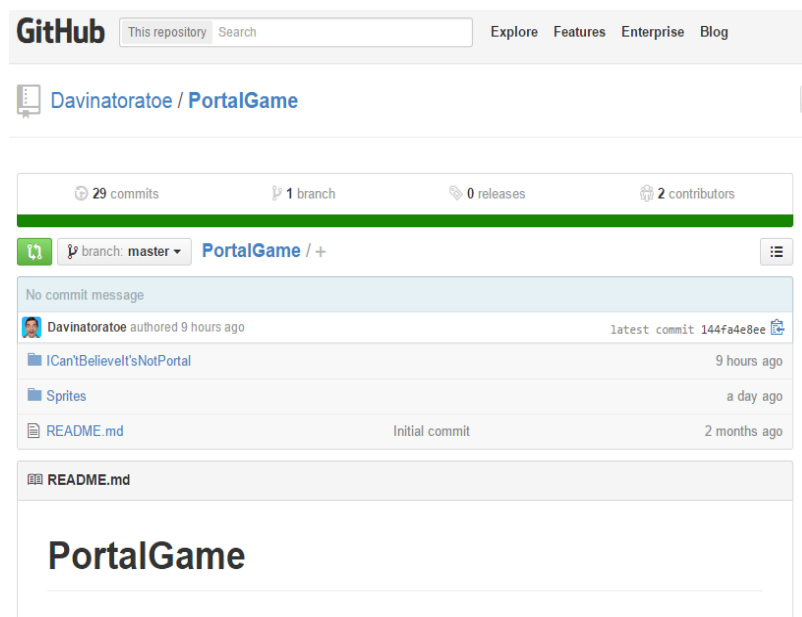 GitHub This repository Search Explore Features Enterprise Blog
Davinatoratoe / PortalGame
29 commits 1 branch 0 releases 2 contributors
branch: master PortalGame / +
No commit message
Davinatoratoe authored 9 hours ago latest commit 144fa4e8ee
ICan'tBelieveIt'sNotPortal 9 hours ago
Sprites a day ago
README.md Initial commit 2 months ago
README.md
PortalGame